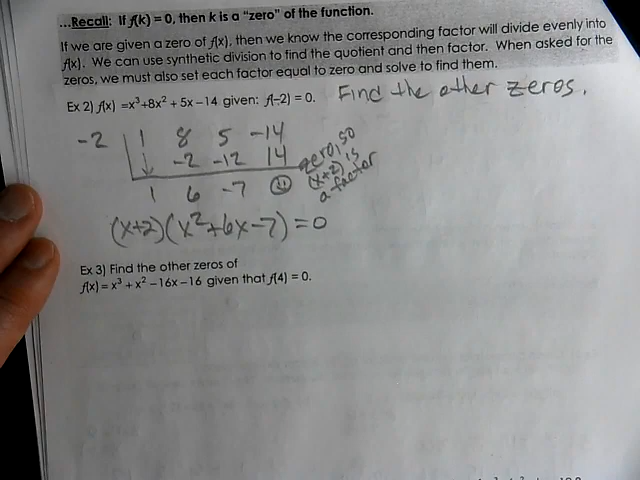 ...Recall: If f(k) = 0, then k is a “zero” of the function.
If we are given a zero of f(x), then we know the corresponding factor will divide evenly into
f(x). We can use synthetic division to find the quotient and then factor. When asked for the
zeros, we must also set each factor equal to zero and solve to find them.
Ex 2) f(x) =x³+8x² + 5x – 14 given: f(-2) = 0. Find the other zeros.
-2 | 1 8 5 -14
↓ -2 -12 14
1 6 -7 0
zero, so
(x+2) is
a factor
(x+2)(x²+6x-7)=0
Ex 3) Find the other zeros of
f(x) = x³ + x² – 16x – 16 given that f(4) = 0.